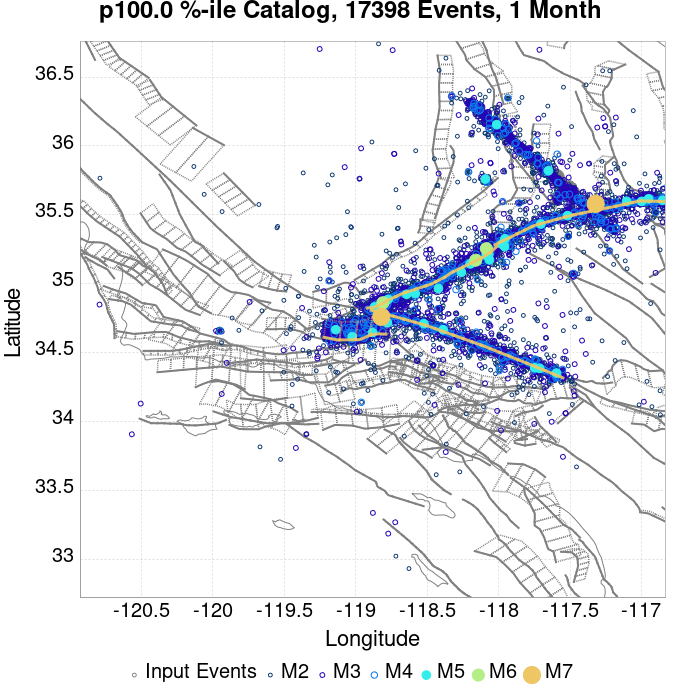 p100.0 %-ile Catalog, 17398 Events, 1 Month
36.5
36
35.5
35
34.5
34
33.5
33
Latitude
-120.5 -120 -119.5 -119 -118.5 -118 -117.5 -117
Longitude
Input Events M2 M3 M4 M5 M6 M7